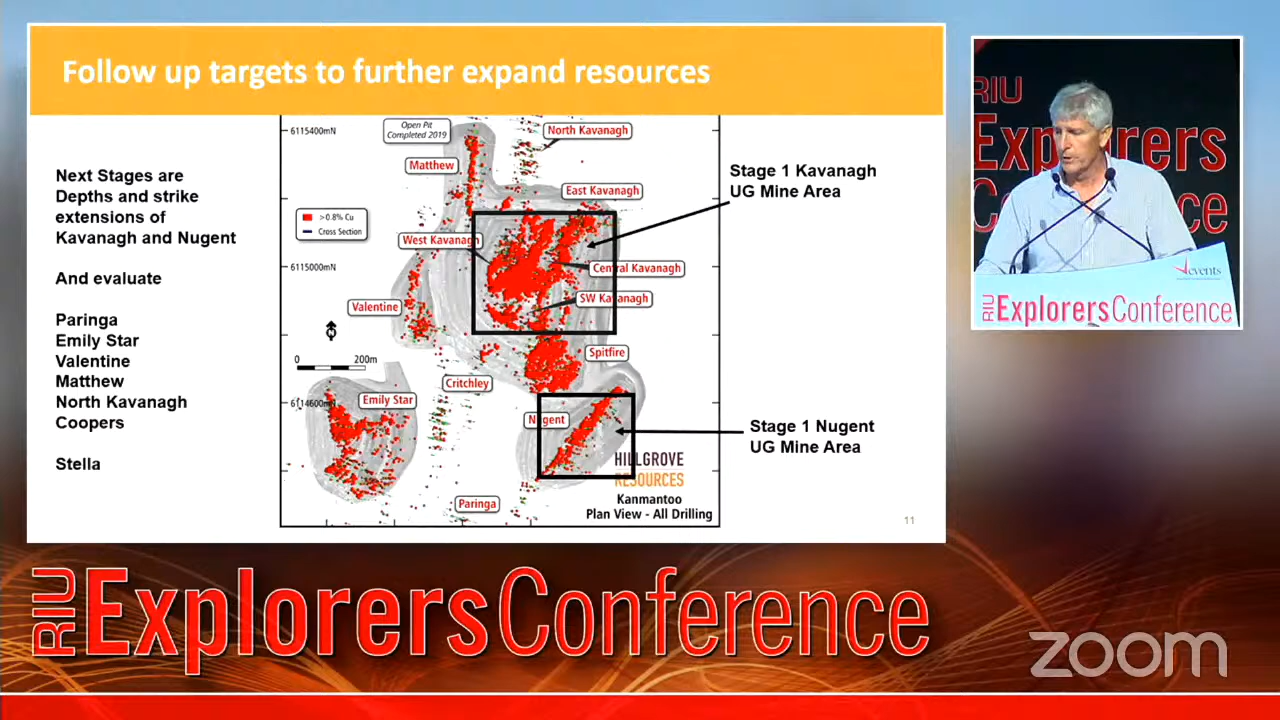 Follow up targets to further expand resources
Next Stages are
Depths and strike
extensions of
Kavanagh and Nugent
And evaluate
Paringa
Emily Star
Valentine
Matthew
North Kavanagh
Coopers
Stella
6115400mN
Open Pit
Completed 2019
North Kavanagh
Matthew
East Kavanagh
>0.8% Cu
Cross Section
West Kavanagh
6115000mN
Central Kavanagh
SW Kavanagh
Valentine
N
0 200m
Spitfire
Critchley
Emily Star
6114600mN
Nugent
Paringa
HILLGROVE
RESOURCES
Kanmantoo
Plan View - All Drilling
Stage 1 Kavanagh
UG Mine Area
Stage 1 Nugent
UG Mine Area
11
RIU
Explorers
Conference
events
RIU ExplorersConference
RIU ExplorersConference
zoom